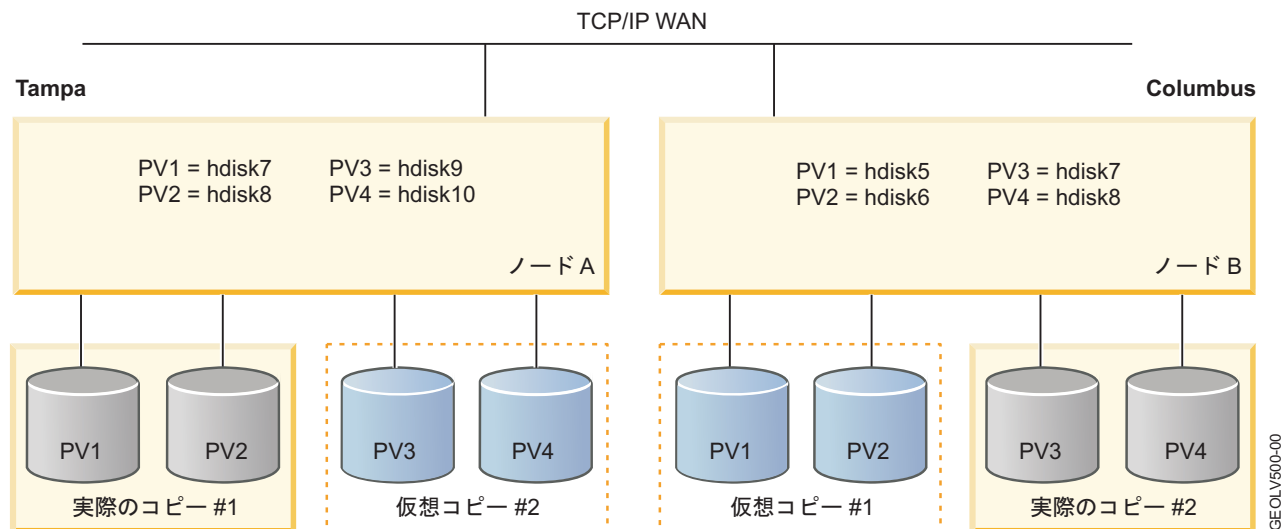 TCP/IP WAN
Tampa
Columbus
PV1 = hdisk7 PV3 = hdisk9
PV2 = hdisk8 PV4 = hdisk10
ノード A
PV1 = hdisk5 PV3 = hdisk7
PV2 = hdisk6 PV4 = hdisk8
ノード B
PV1 PV2 PV3 PV4 PV1 PV2 PV3 PV4
実際のコピー #1 仮想コピー #2 仮想コピー #1 実際のコピー #2
GEOLV500-00